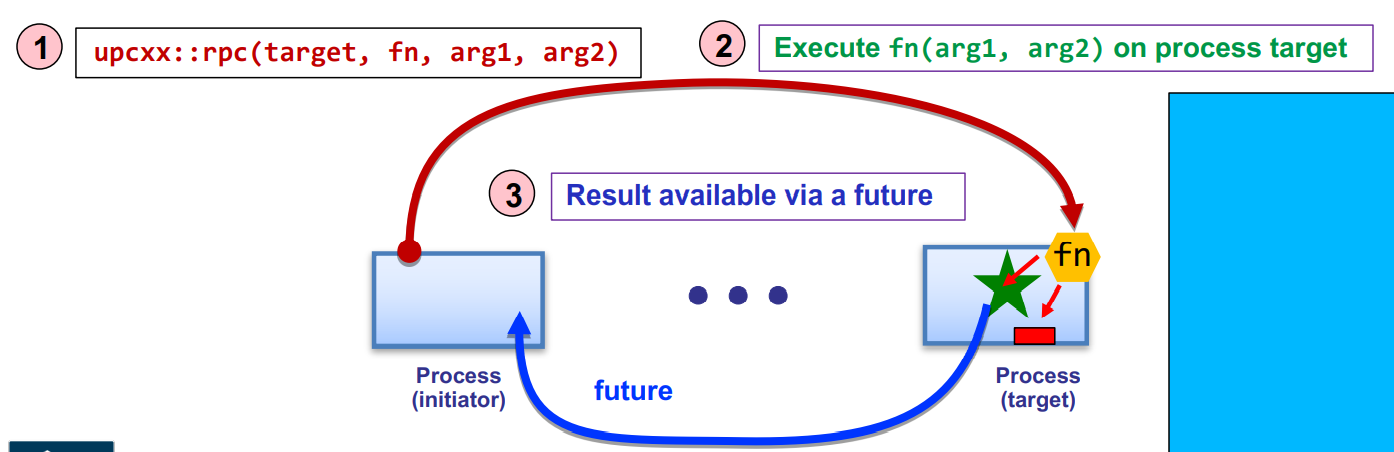 1
upcxx::rpc(target, fn, arg1, arg2)
2
Execute fn(arg1, arg2) on process target
3
Result available via a future
fn
Process
(initiator)
future
Process
(target)